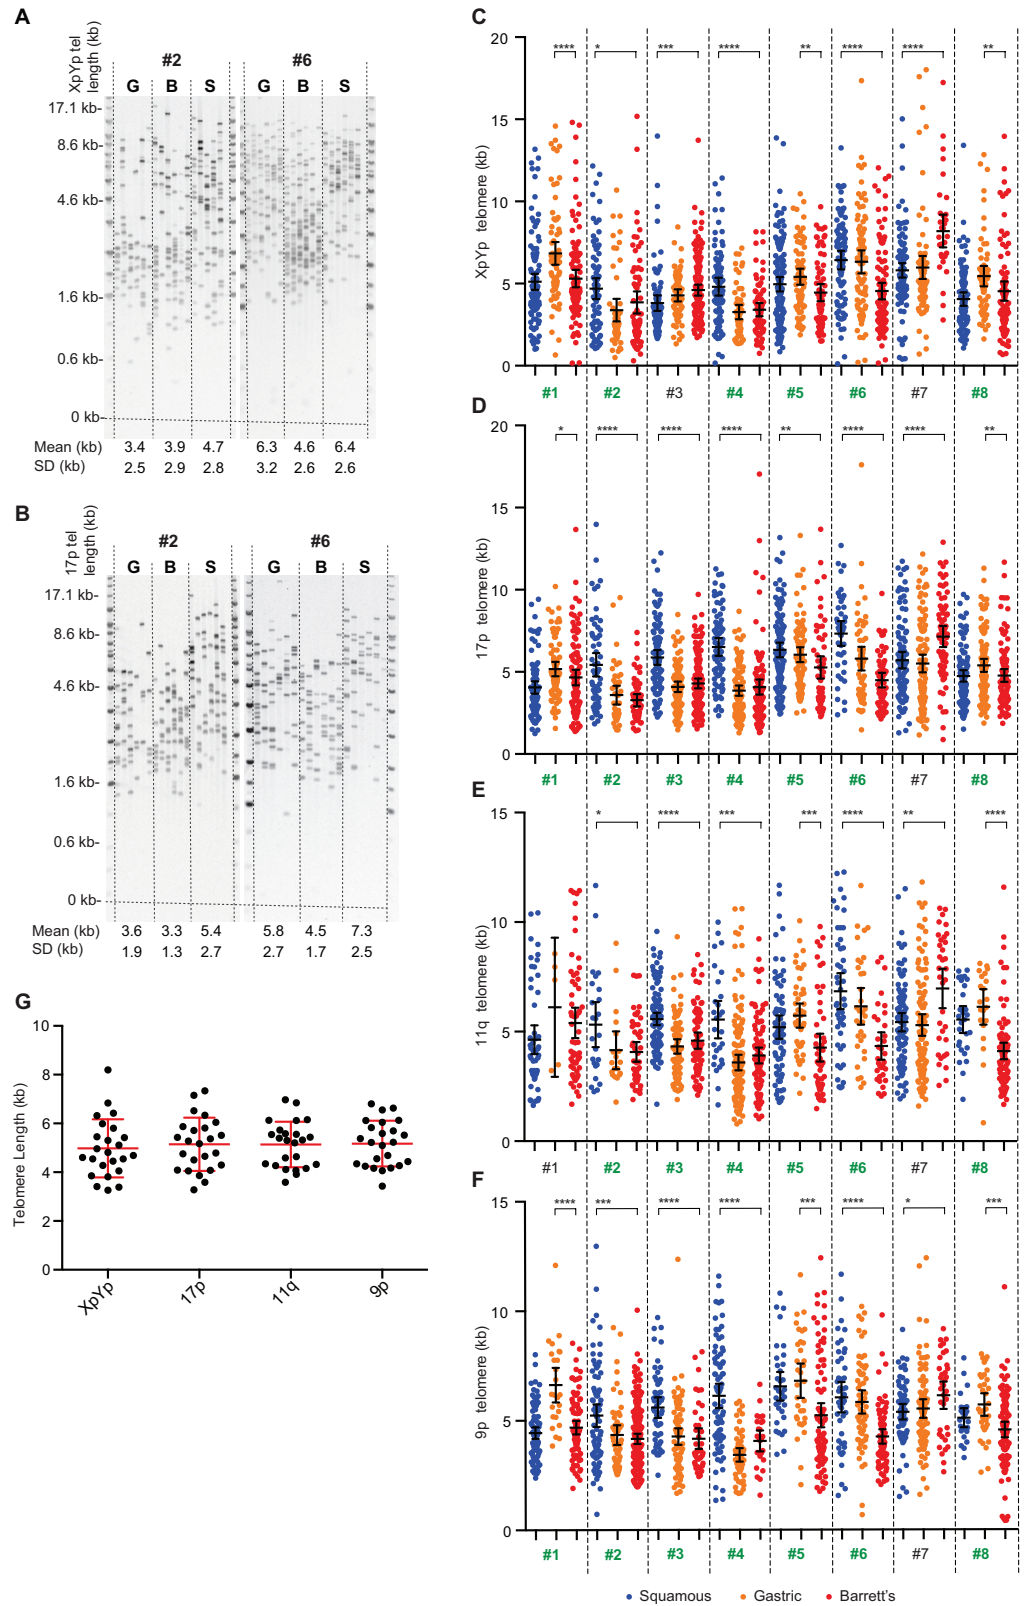 A
XpYp tel
length (kb)
#2 #6
G B S G B S
17.1 kb-
8.6 kb-
4.6 kb-
1.6 kb-
0.6 kb-
0 kb-
Mean (kb) 3.4 3.9 4.7 6.3 4.6 6.4
SD (kb) 2.5 2.9 2.8 3.2 2.6 2.6
B
17p tel
length (kb)
#2 #6
G B S G B S
17.1 kb-
8.6 kb-
4.6 kb-
1.6 kb-
0.6 kb-
0 kb-
Mean (kb) 3.6 3.3 5.4 5.8 4.5 7.3
SD (kb) 1.9 1.3 2.7 2.7 1.7 2.5
G
Telomere Length (kb)
10
8
6
4
2
0
XpYp 17p 11q 9p
C
XpYp telomere (kb)
20
15
10
5
0
**** * *** **** ** **** **** **
#1 #2 #3 #4 #5 #6 #7 #8
D
17p telomere (kb)
20
15
10
5
0
* **** **** **** ** **** **** **
#1 #2 #3 #4 #5 #6 #7 #8
E
11q telomere (kb)
15
10
5
0
* **** *** *** **** ** ****
#1 #2 #3 #4 #5 #6 #7 #8
F
9p telomere (kb)
15
10
5
0
**** *** **** **** *** **** * ***
#1 #2 #3 #4 #5 #6 #7 #8
Squamous Gastric Barrett's